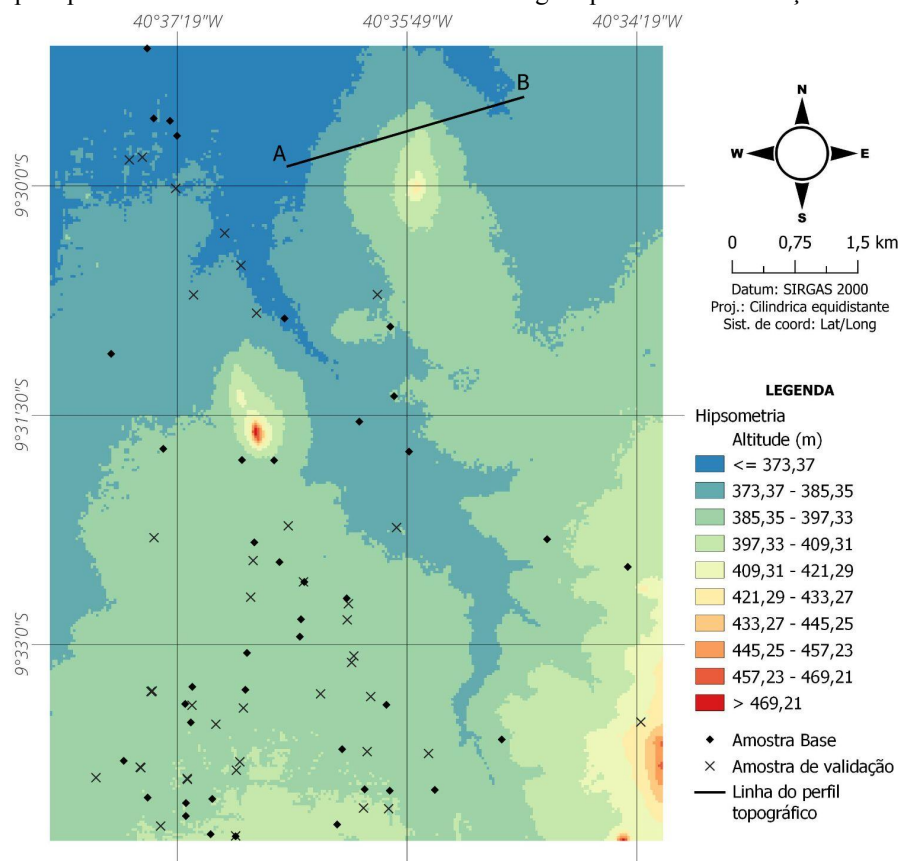 40°37'19"W 40°35'49"W 40°34'19"W
B
A
N
W E
S
9°30'0"S
9°31'30"S
9°33'0"S
0 0,75 1,5 km
Datum: SIRGAS 2000
Proj.: Cilindrica equidistante
Sist. de coord: Lat/Long
LEGENDA
Hipsometria
Altitude (m)
<= 373,37
373,37 - 385,35
385,35 - 397,33
397,33 - 409,31
409,31 - 421,29
421,29 - 433,27
433,27 - 445,25
445,25 - 457,23
457,23 - 469,21
> 469,21
Amostra Base
Amostra de validação
Linha do perfil
topográfico